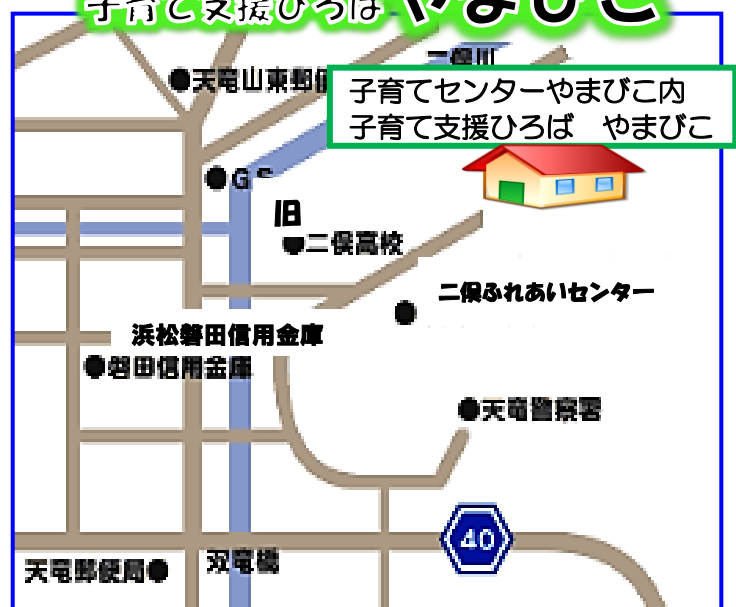 子育て支援ひろば やまびこ
二俣川
天竜山東郵便
子育てセンターやまびこ内
子育て支援ひろば　やまびこ
GS
旧
二俣高校
二俣ふれあいセンター
浜松磐田信用金庫
磐田信用金庫
天竜警察署
40
天竜郵便局
双竜橋